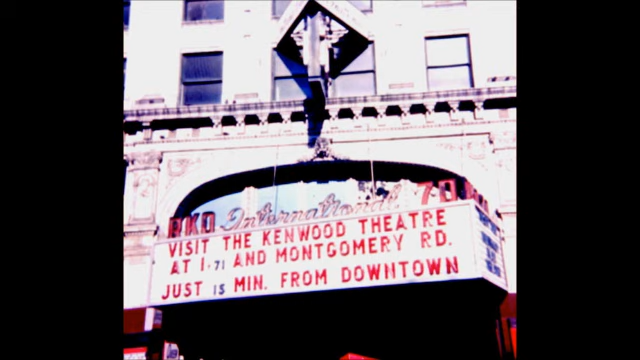 RKO International 70
VISIT THE KENWOOD THEATRE
AT I-71 AND MONTGOMERY RD.
JUST 15 MIN. FROM DOWNTOWN